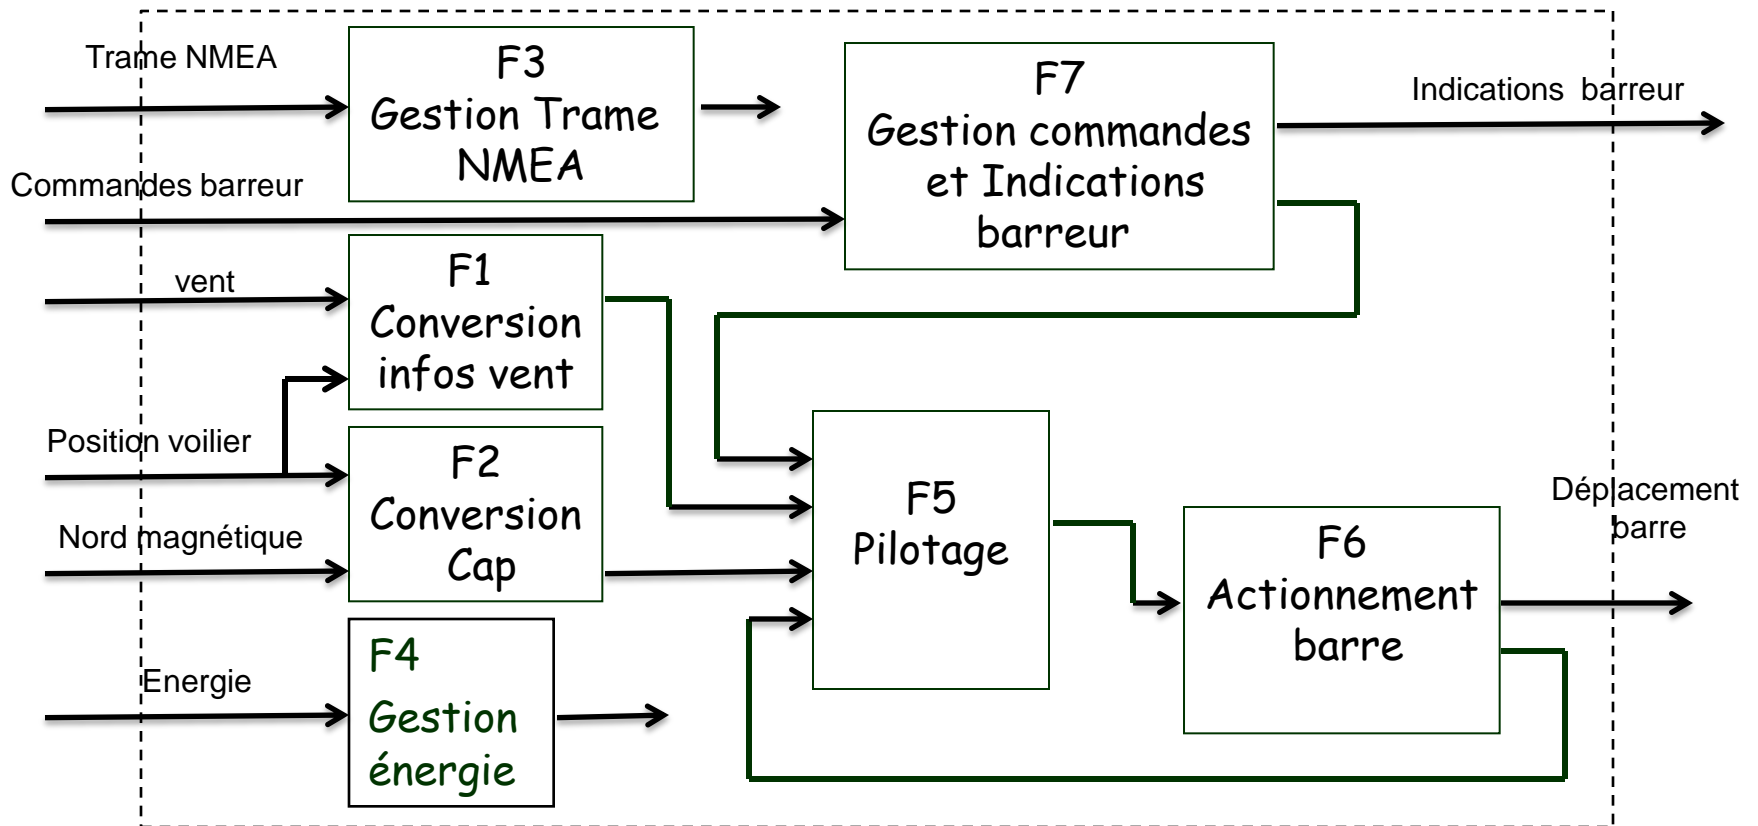 Trame NMEA
F3
Gestion Trame
NMEA
F7
Gestion commandes
et Indications
barreur
Indications barreur
Commandes barreur
vent
F1
Conversion
infos vent
Position voilier
F2
Conversion
Cap
Nord magnétique
F5
Pilotage
F6
Actionnement
barre
Déplacement
barre
Energie
F4
Gestion
énergie